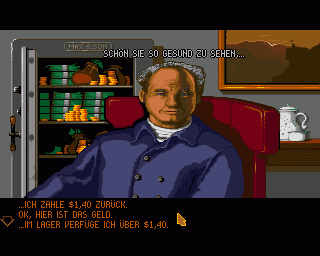 MAX & SON
SCHÖN SIE SO GESUND ZU SEHEN,...
...ICH ZAHLE $1,40 ZURÜCK.
OK, HIER IST DAS GELD.
...IM LAGER VERFÜGE ICH ÜBER $1,40.